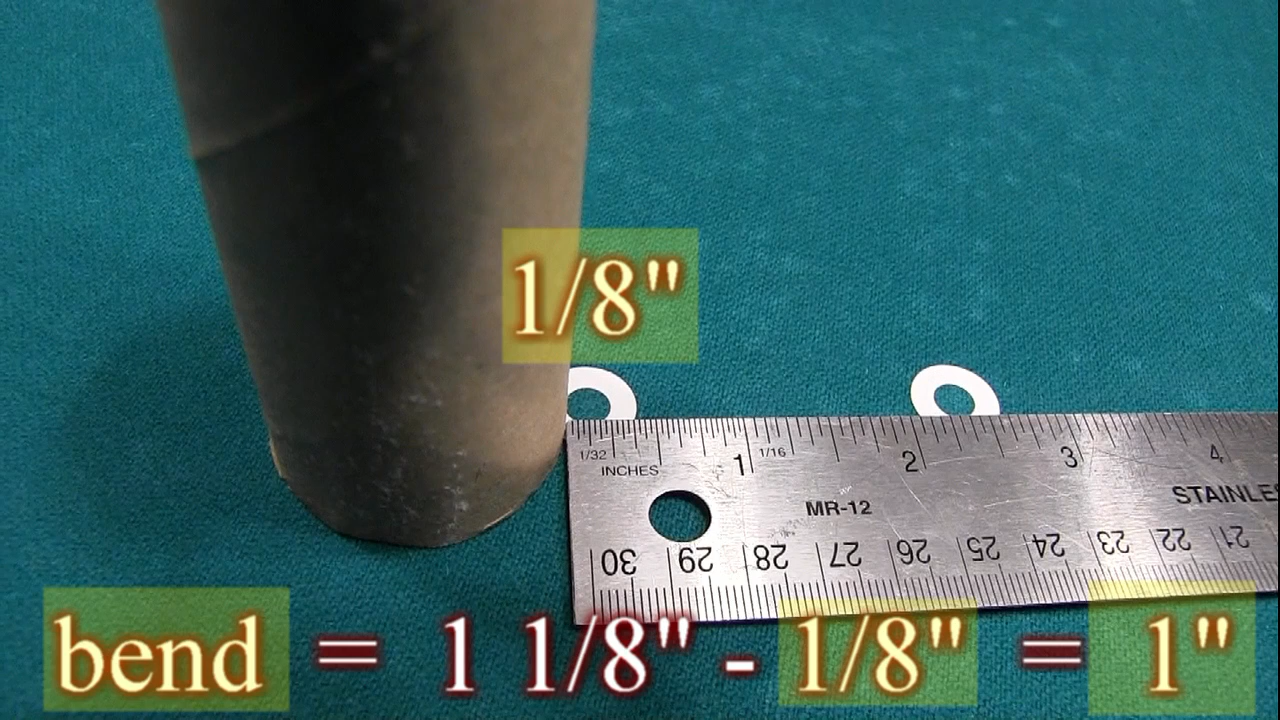 1/8"
1/32 1 1/16 2 3 4
INCHES
MR-12 STAINLES
30 29 28 27 26 25 24 23 22 21
bend = 1 1/8" - 1/8" = 1"